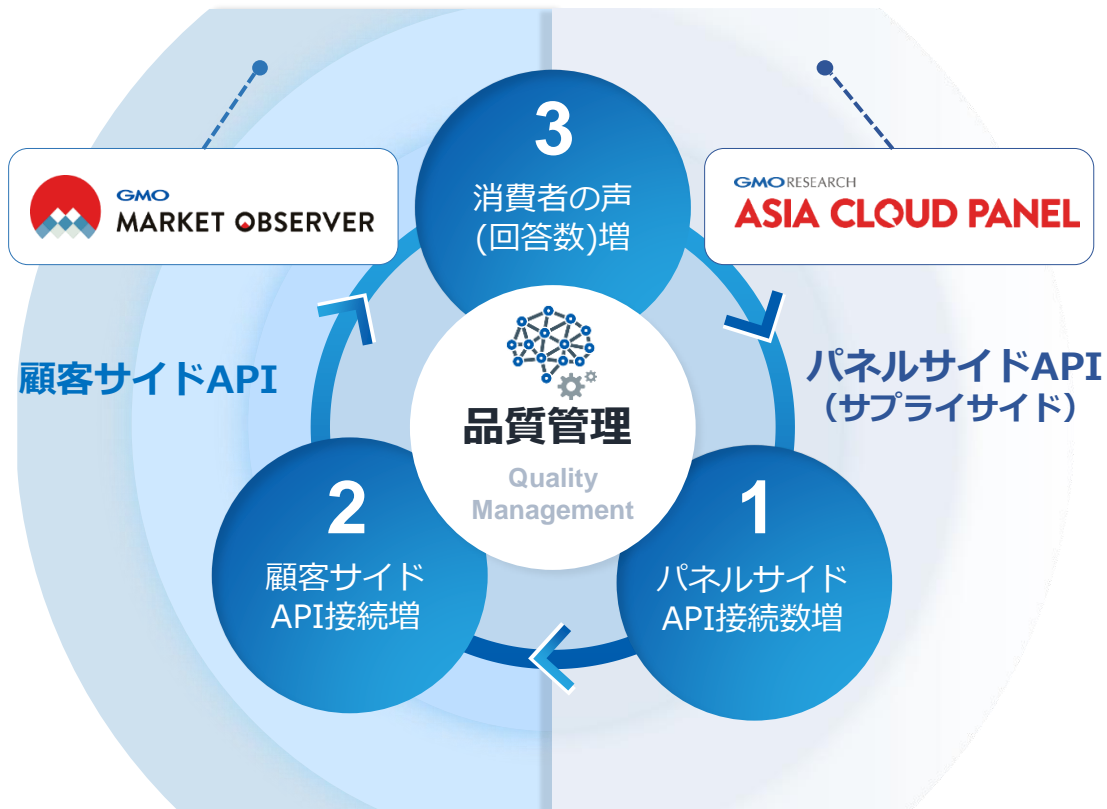 3
消費者の声
(回答数)増
GMO
MARKET OBSERVER
GMO RESEARCH
ASIA CLOUD PANEL
顧客サイドAPI
パネルサイドAPI
（サプライサイド）
品質管理
Quality
Management
2
顧客サイド
API接続増
1
パネルサイド
API接続数増